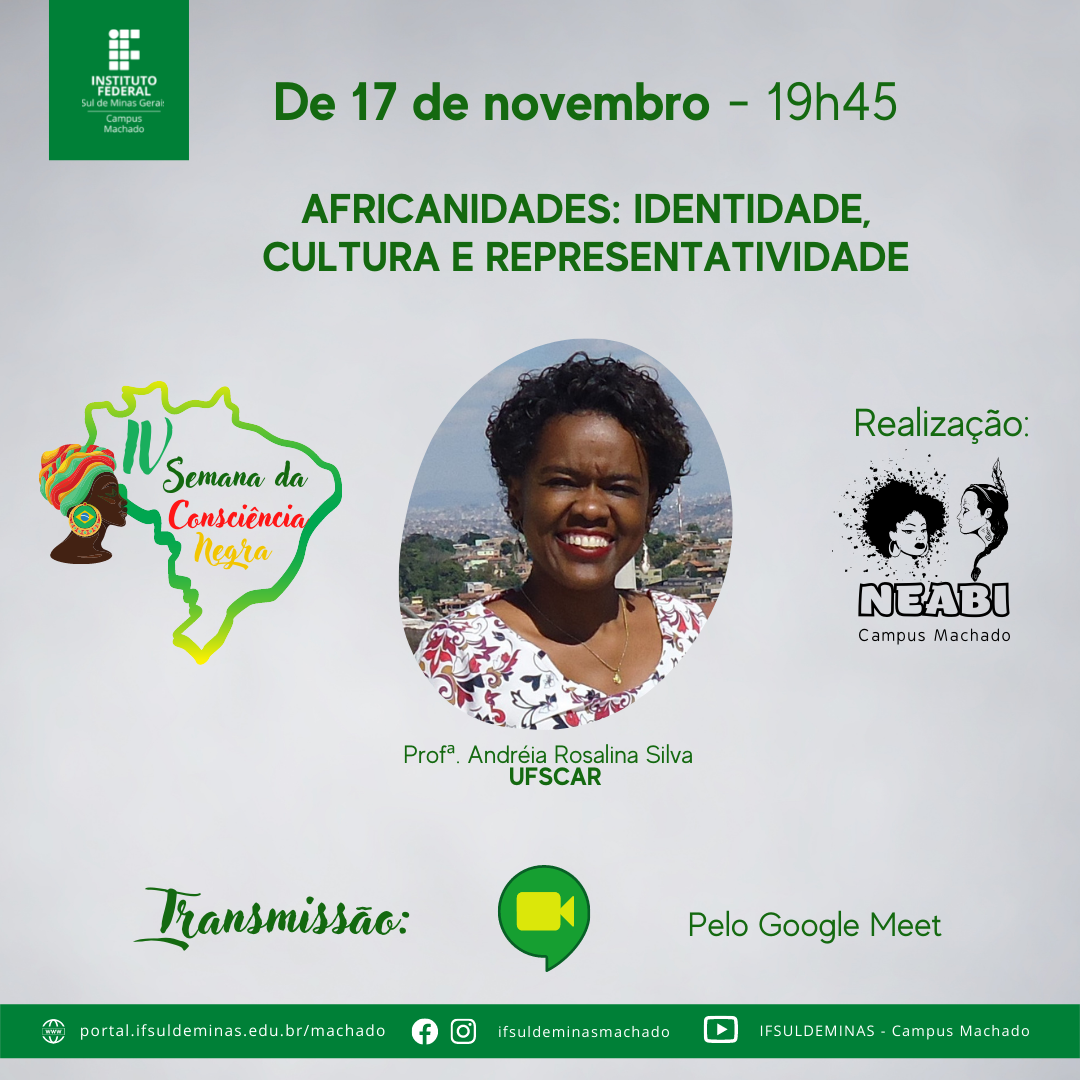 INSTITUTO
FEDERAL
Sul de Minas Gerais
Campus
Machado
De 17 de novembro - 19h45
AFRICANIDADES: IDENTIDADE,
CULTURA E REPRESENTATIVIDADE
IV
Semana da
Consciência
Negra
Realização:
NEABI
Campus Machado
Profª. Andréia Rosalina Silva
UFSCAR
Transmissão:
Pelo Google Meet
www
portal.ifsuldeminas.edu.br/machado
ifsuldeminasmachado
IFSULDEMINAS - Campus Machado